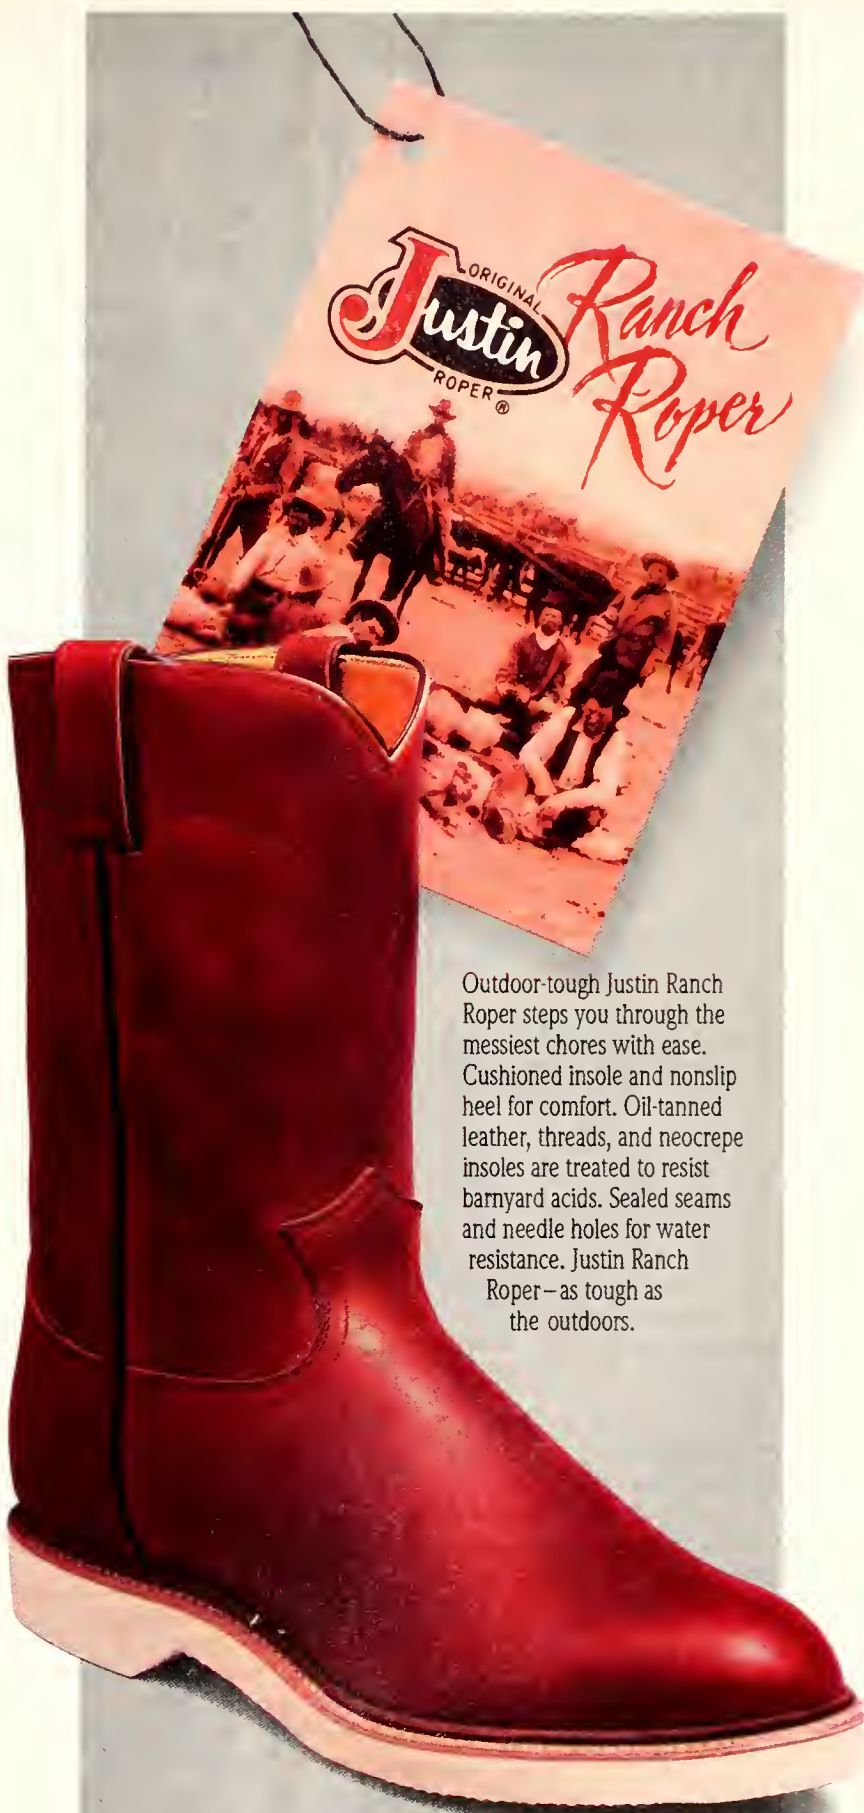 ORIGINAL
Justin
ROPER®
Ranch
Roper
Outdoor-tough Justin Ranch
Roper steps you through the
messiest chores with ease.
Cushioned insole and nonslip
heel for comfort. Oil-tanned
leather, threads, and neocrepe
insoles are treated to resist
barnyard acids. Sealed seams
and needle holes for water
resistance. Justin Ranch
Roper–as tough as
the outdoors.